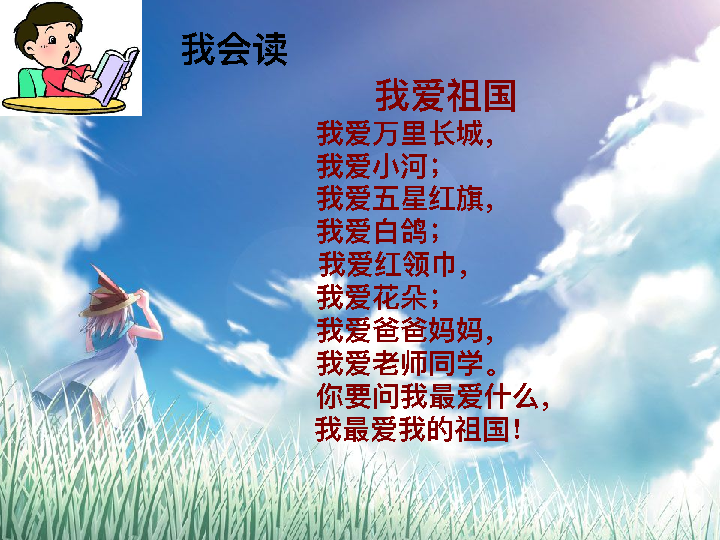 我会读
我爱祖国
我爱万里长城，
我爱小河；
我爱五星红旗，
我爱白鸽；
我爱红领巾，
我爱花朵；
我爱爸爸妈妈，
我爱老师同学。
你要问我最爱什么，
我最爱我的祖国！